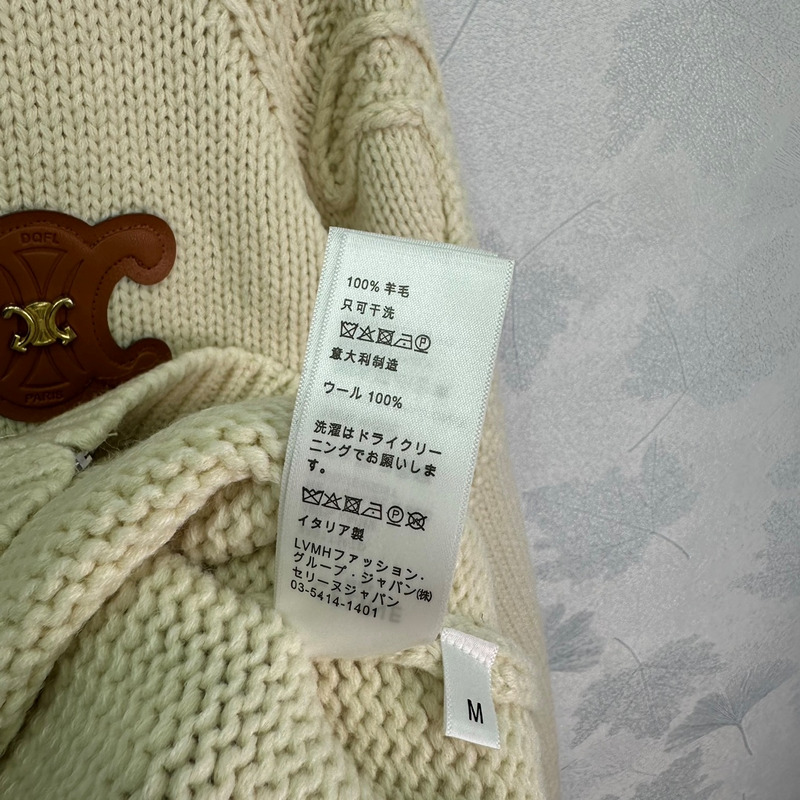 DQFL
PARIS
100% 羊毛
只可干洗
P
意大利制造
ウール 100%
洗濯はドライクリー
ニングでお願いしま
す。
P
イタリア製
LVMHファッション・
グループ・ジャパン㈱
セリーヌジャパン
03-5414-1401
M